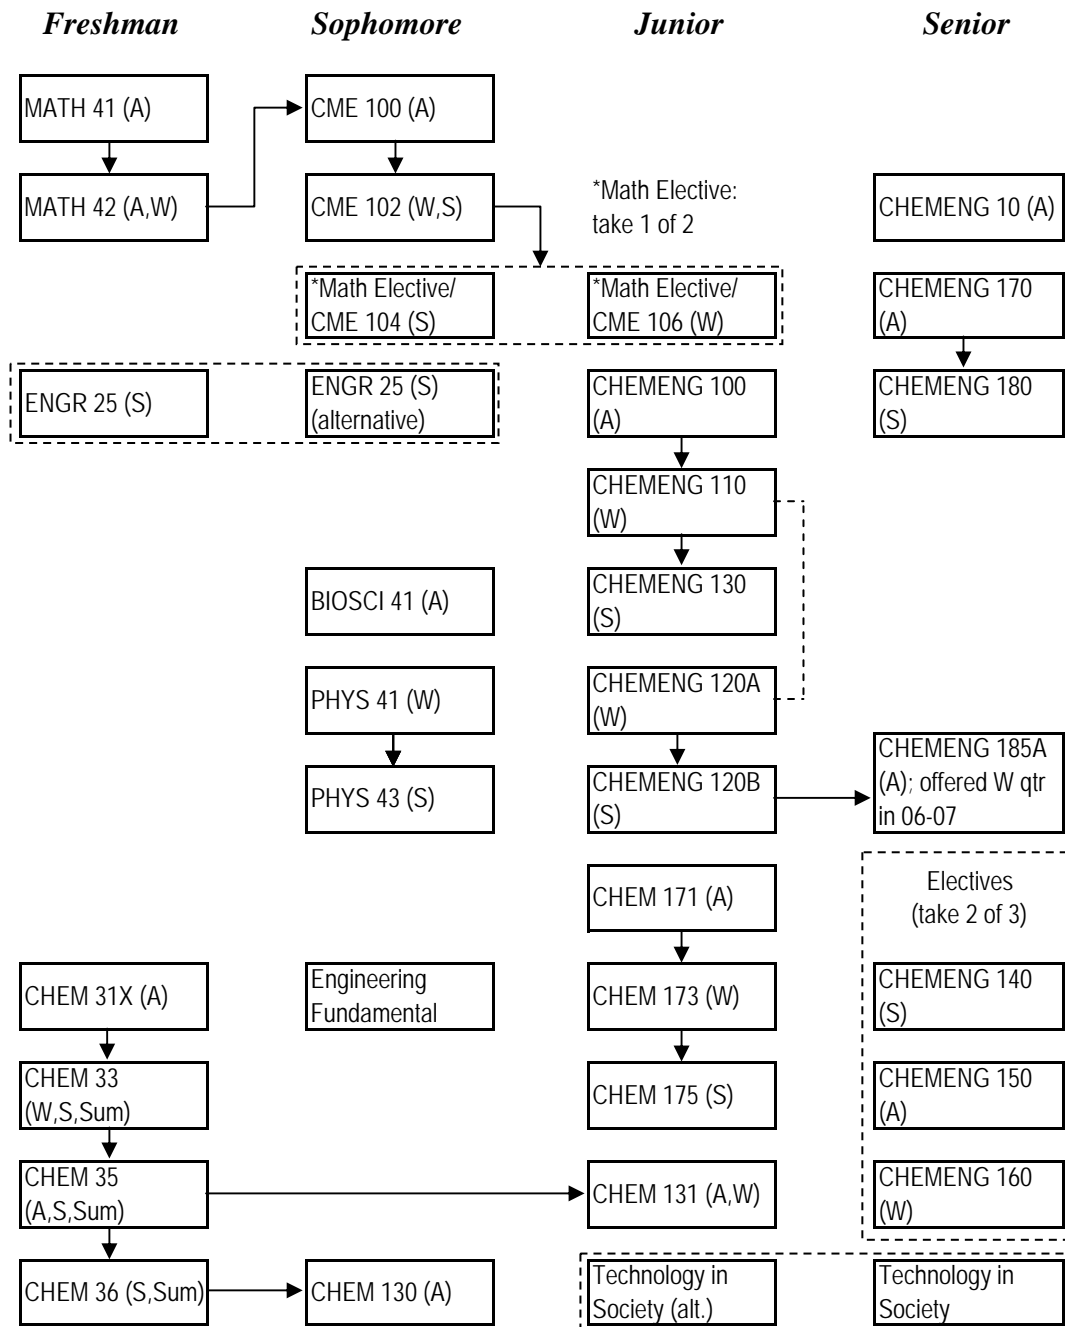 Freshman Sophomore Junior Senior
MATH 41 (A)
CME 100 (A)
MATH 42 (A,W)
CME 102 (W,S)
*Math Elective:
take 1 of 2
CHEMENG 10 (A)
*Math Elective/
CME 104 (S)
*Math Elective/
CME 106 (W)
CHEMENG 170
(A)
ENGR 25 (S)
ENGR 25 (S)
(alternative)
CHEMENG 100
(A)
CHEMENG 180
(S)
CHEMENG 110
(W)
BIOSCI 41 (A)
CHEMENG 130
(S)
PHYS 41 (W)
CHEMENG 120A
(W)
PHYS 43 (S)
CHEMENG 120B
(S)
CHEMENG 185A
(A); offered W qtr
in 06-07
CHEM 171 (A)
Electives
(take 2 of 3)
CHEM 31X (A)
Engineering
Fundamental
CHEM 173 (W)
CHEMENG 140
(S)
CHEM 33
(W,S,Sum)
CHEM 175 (S)
CHEMENG 150
(A)
CHEM 35
(A,S,Sum)
CHEM 131 (A,W)
CHEMENG 160
(W)
CHEM 36 (S,Sum)
CHEM 130 (A)
Technology in
Society (alt.)
Technology in
Society